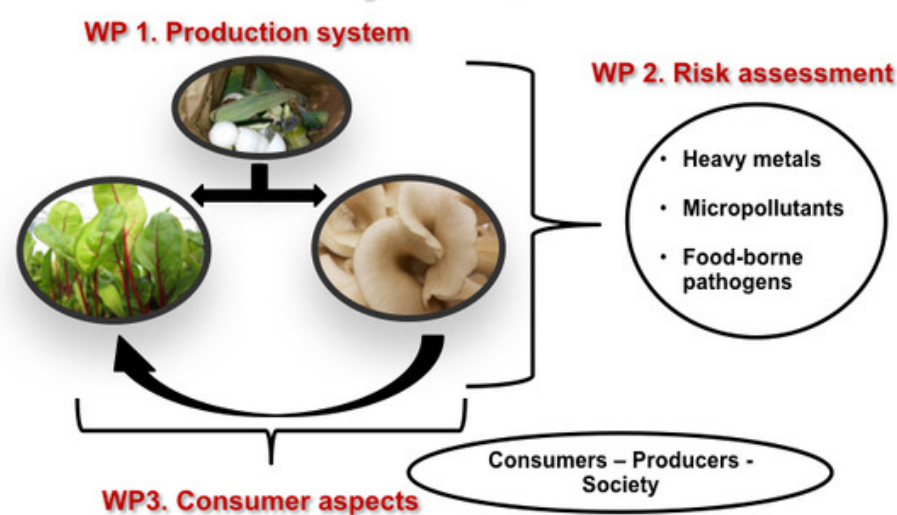 WP 1. Production system
WP 2. Risk assessment
• Heavy metals
• Micropollutants
• Food-borne
pathogens
Consumers – Producers -
Society
WP3. Consumer aspects